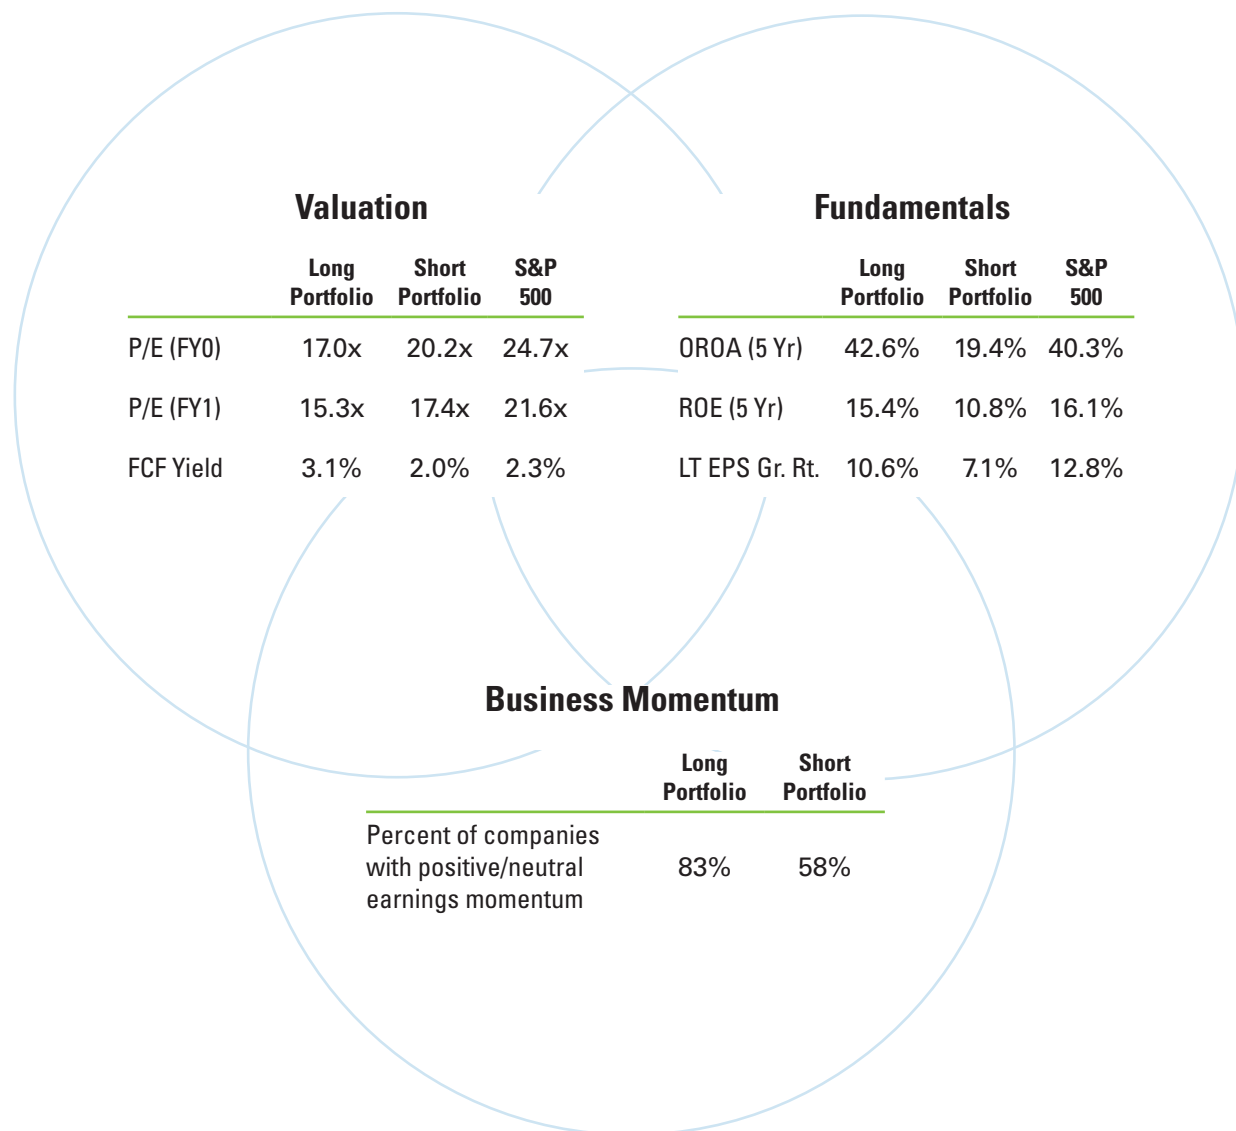 Valuation
Long Portfolio Short Portfolio S&P 500
P/E (FY0) 17.0x 20.2x 24.7x
P/E (FY1) 15.3x 17.4x 21.6x
FCF Yield 3.1% 2.0% 2.3%
Fundamentals
Long Portfolio Short Portfolio S&P 500
OROA (5 Yr) 42.6% 19.4% 40.3%
ROE (5 Yr) 15.4% 10.8% 16.1%
LT EPS Gr. Rt. 10.6% 7.1% 12.8%
Business Momentum
Long Portfolio Short Portfolio
Percent of companies
with positive/neutral 83% 58%
earnings momentum